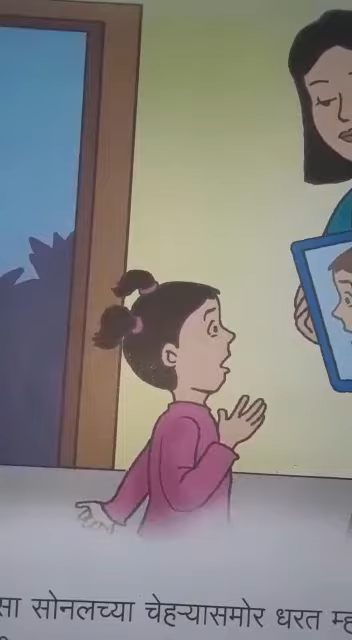 सोनलच्या चेहऱ्यासमोर धरत